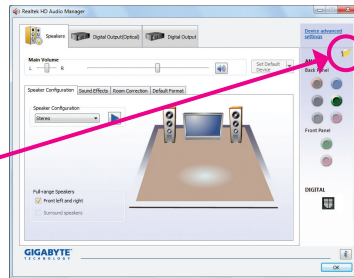 Realtek HD Audio Manager
Speakers
Digital Output(Optical)
Digital Output
Device advanced
settings
Main Volume
L
R
Set Default
Device
Back Panel
Speaker Configuration
Sound Effects
Room Correction
Default Format
Speaker Configuration
Stereo
Front Panel
Full-range Speakers
Front left and right
Surround speakers
DIGITAL
GIGABYTE
TECHNOLOGY
OK